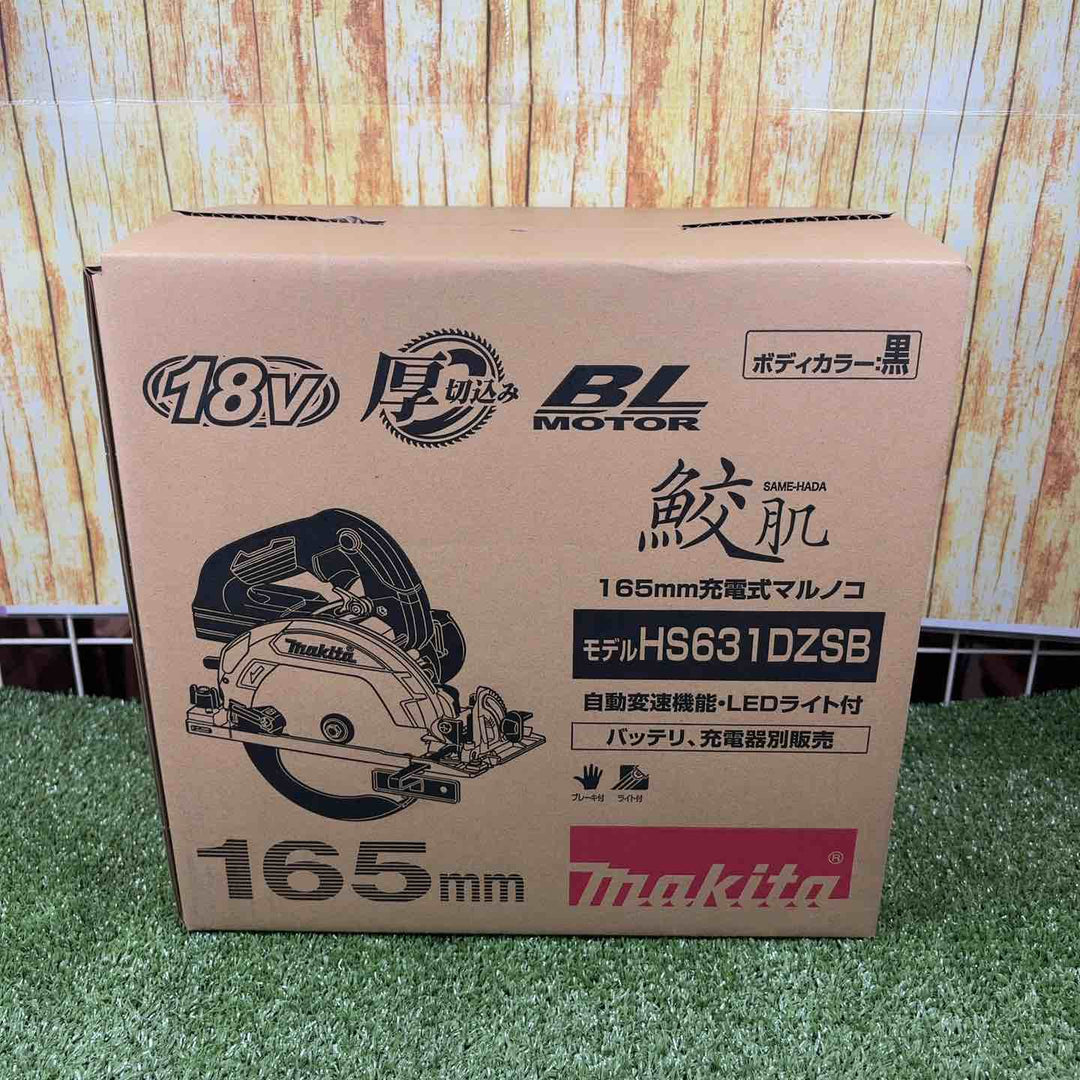 18V
厚切込み
BL
MOTOR
ボディカラー:黒
鮫肌
SAME-HADA
165mm充電式マルノコ
モデルHS631DZSB
自動変速機能・LEDライト付
バッテリ、充電器別販売
ブレーキ付 ライト付
makita®
165mm
makita®